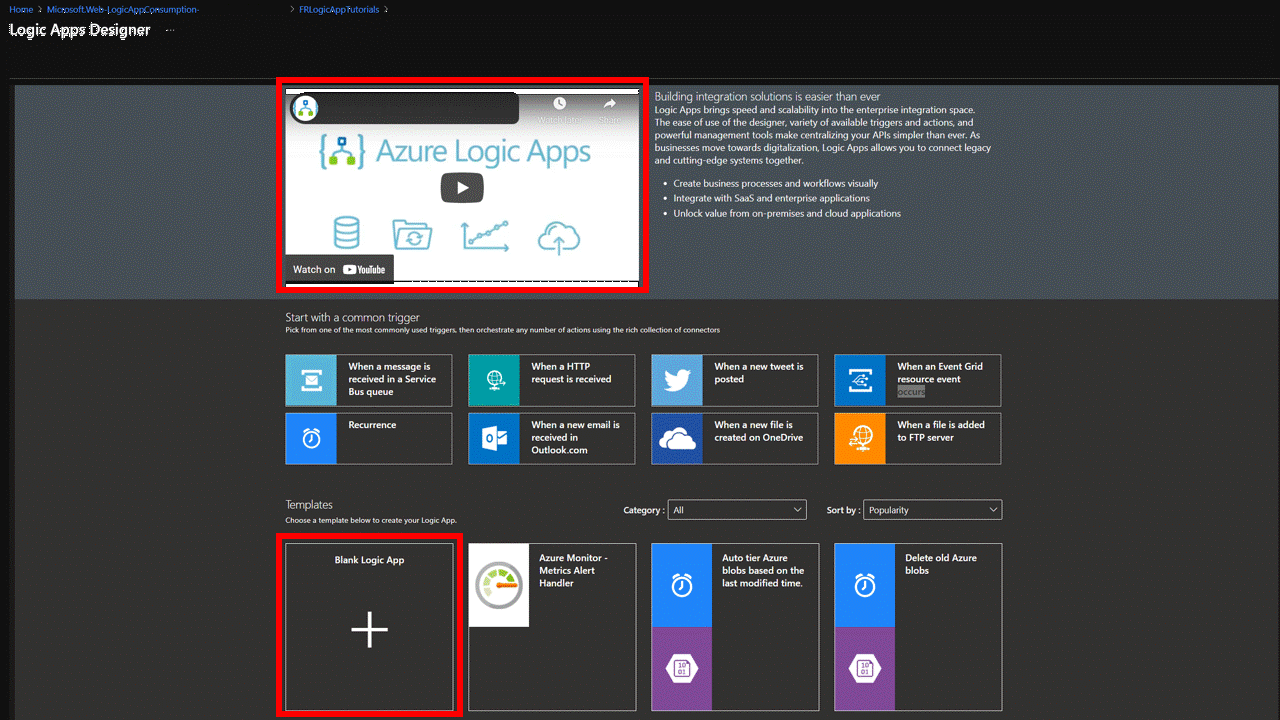 Home > Microsoft.Web-LogicAppConsumption- > FRLogicAppTutorials >
Logic Apps Designer ...
Watch later Share
Azure Logic Apps
Watch on YouTube
Building integration solutions is easier than ever
Logic Apps brings speed and scalability into the enterprise integration space.
The ease of use of the designer, variety of available triggers and actions, and
powerful management tools make centralizing your APIs simpler than ever. As
businesses move towards digitalization, Logic Apps allows you to connect legacy
and cutting-edge systems together.
• Create business processes and workflows visually
• Integrate with SaaS and enterprise applications
• Unlock value from on-premises and cloud applications
Start with a common trigger
Pick from one of the most commonly used triggers, then orchestrate any number of actions using the rich collection of connectors
When a message is
received in a Service
Bus queue
When a HTTP
request is received
When a new tweet is
posted
When an Event Grid
resource event
occurs
Recurrence
When a new email is
received in
Outlook.com
When a new file is
created on OneDrive
When a file is added
to FTP server
Templates
Choose a template below to create your Logic App.
Category : All
Sort by : Popularity
Blank Logic App
Azure Monitor -
Metrics Alert
Handler
Auto tier Azure
blobs based on the
last modified time.
10
01
Delete old Azure
blobs
10
01